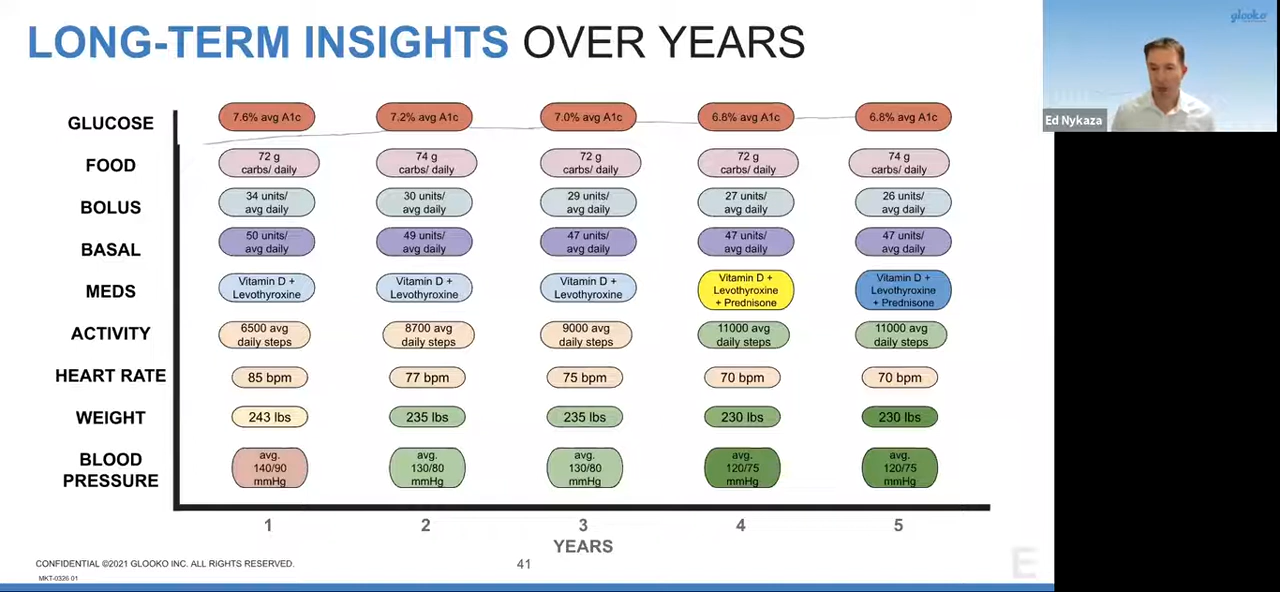 LONG-TERM INSIGHTS OVER YEARS
glooko
Ed Nykaza
GLUCOSE
7.6% avg A1c
7.2% avg A1c
7.0% avg A1c
6.8% avg A1c
6.8% avg A1c
FOOD
72 g
carbs/ daily
74 g
carbs/ daily
72 g
carbs/ daily
72 g
carbs/ daily
74 g
carbs/ daily
BOLUS
34 units/
avg daily
30 units/
avg daily
29 units/
avg daily
27 units/
avg daily
26 units/
avg daily
BASAL
50 units/
avg daily
49 units/
avg daily
47 units/
avg daily
47 units/
avg daily
47 units/
avg daily
MEDS
Vitamin D +
Levothyroxine
Vitamin D +
Levothyroxine
Vitamin D +
Levothyroxine
Vitamin D +
Levothyroxine
+ Prednisone
Vitamin D +
Levothyroxine
+ Prednisone
ACTIVITY
6500 avg
daily steps
8700 avg
daily steps
9000 avg
daily steps
11000 avg
daily steps
11000 avg
daily steps
HEART RATE
85 bpm
77 bpm
75 bpm
70 bpm
70 bpm
WEIGHT
243 lbs
235 lbs
235 lbs
230 lbs
230 lbs
BLOOD
PRESSURE
avg.
140/90
mmHg
avg.
130/80
mmHg
avg.
130/80
mmHg
avg.
120/75
mmHg
avg.
120/75
mmHg
1
2
3
4
5
YEARS
CONFIDENTIAL ©2021 GLOOKO INC. ALL RIGHTS RESERVED.
41
E
MKT-0326 01